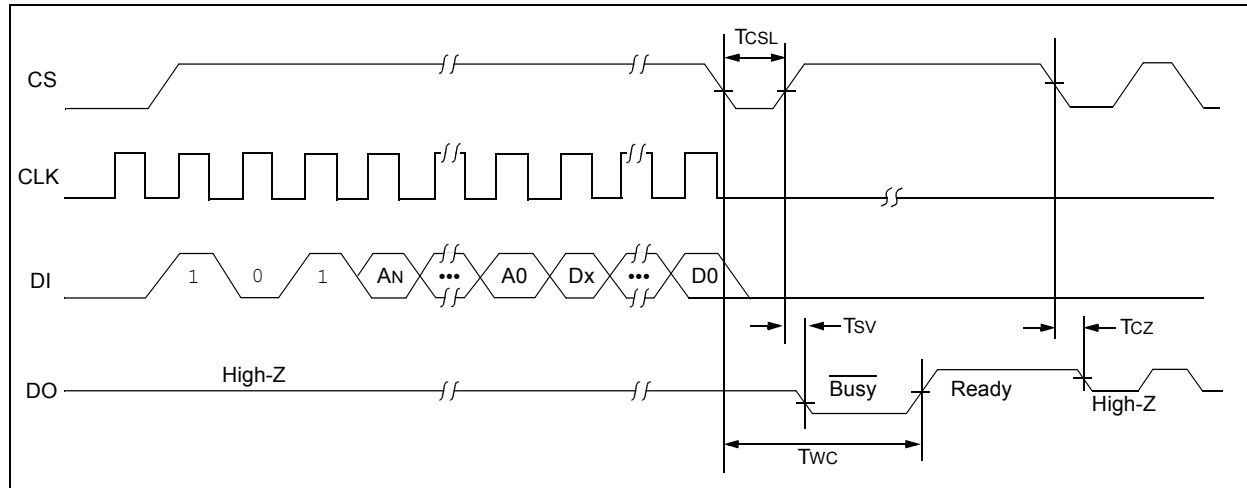 TCSL
CS
CLK
DI 1 0 1 AN ••• A0 Dx ••• D0
TSV TCZ
DO High-Z Busy Ready High-Z
TWC